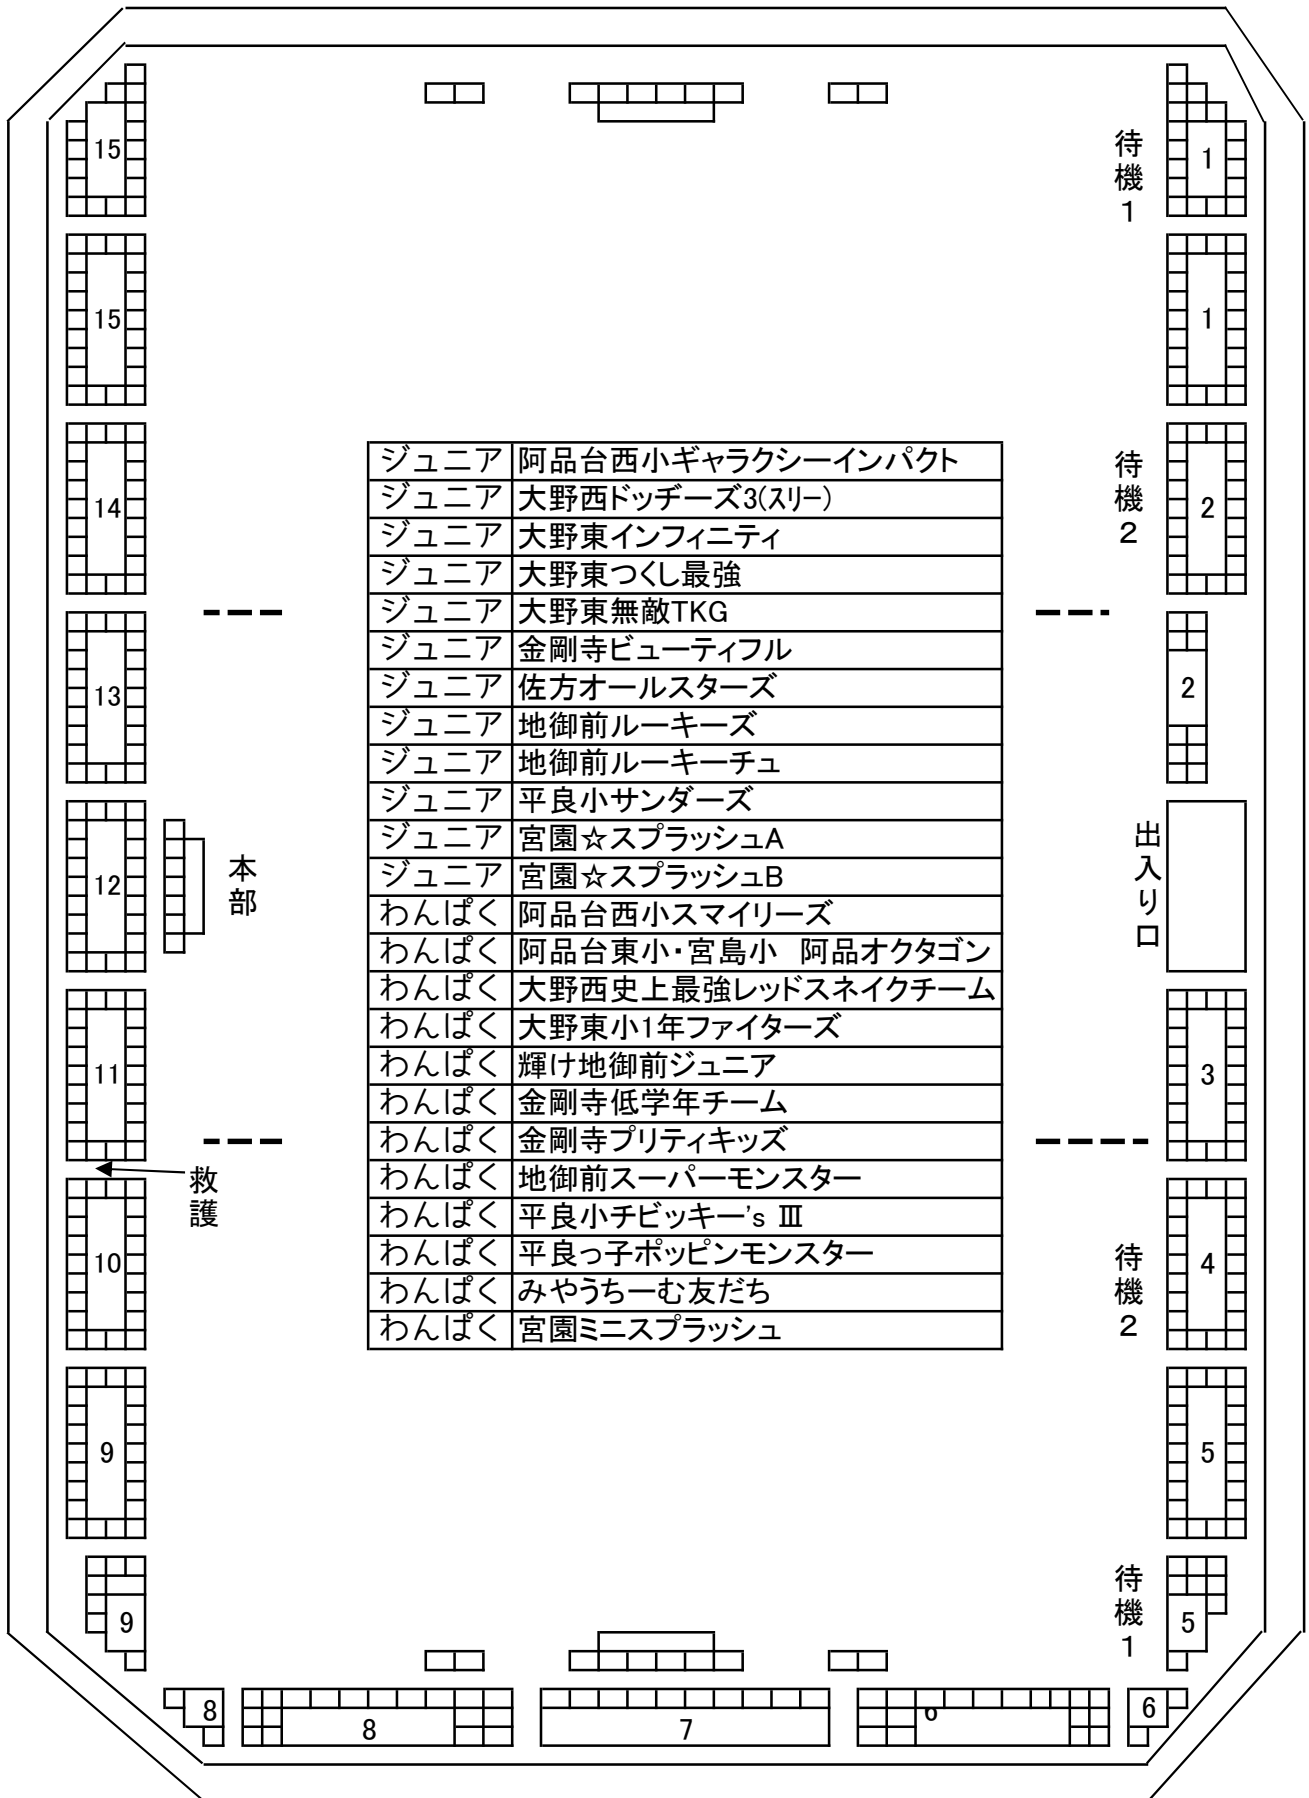 15
待機1
1
15
1
ジュニア 阿品台西小ギャラクシーインパクト
ジュニア 大野西ドッヂーズ3(スリー)
ジュニア 大野東インフィニティ
ジュニア 大野東つくし最強
ジュニア 大野東無敵TKG
ジュニア 金剛寺ビューティフル
ジュニア 佐方オールスターズ
ジュニア 地御前ルーキーズ
ジュニア 地御前ルーキーチュ
ジュニア 平良小サンダーズ
ジュニア 宮園☆スプラッシュA
ジュニア 宮園☆スプラッシュB
わんぱく 阿品台西小スマイリーズ
わんぱく 阿品台東小・宮島小　阿品オクタゴン
わんぱく 大野西史上最強レッドスネイクチーム
わんぱく 大野東小1年ファイターズ
わんぱく 輝け地御前ジュニア
わんぱく 金剛寺低学年チーム
わんぱく 金剛寺プリティキッズ
わんぱく 地御前スーパーモンスター
わんぱく 平良小チビッキー's Ⅲ
わんぱく 平良っ子ポッピンモンスター
わんぱく みやうちーむ友だち
わんぱく 宮園ミニスプラッシュ
14
待機2
2
13
2
12
本部
出入り口
11
3
救護
10
待機2
4
9
5
9
待機1
5
8
8
7
6
6